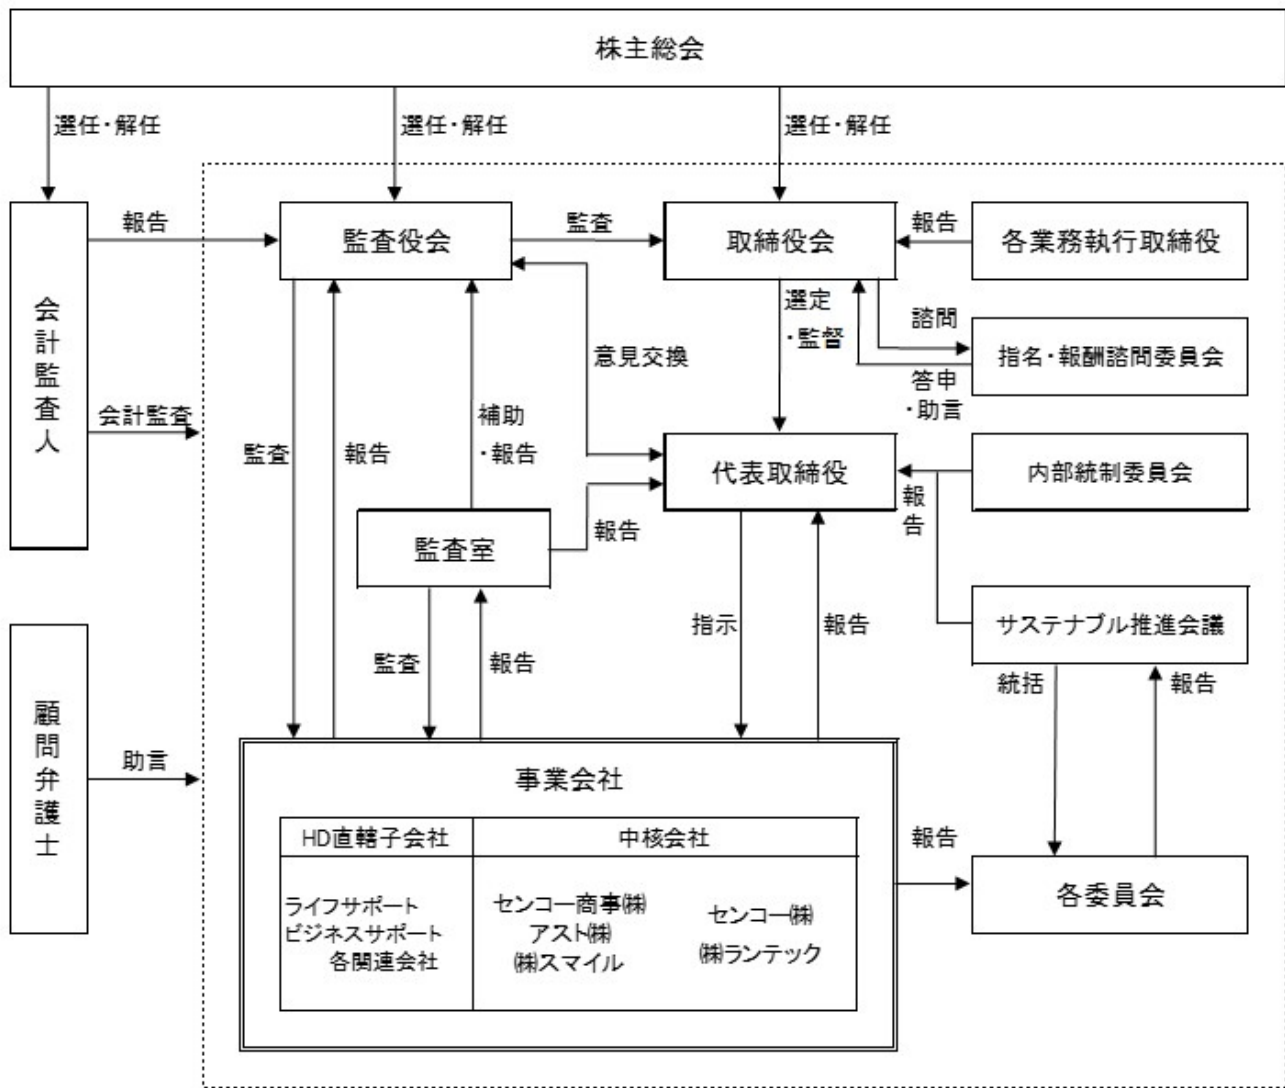 株主総会
選任・解任
選任・解任
選任・解任
報告
監査役会
監査
取締役会
報告
各業務執行取締役
会計監査人
選定
・監督
諮問
指名・報酬諮問委員会
答申
・助言
意見交換
会計監査
監査
報告
補助
・報告
代表取締役
報告
内部統制委員会
監査室
報告
指示
報告
サステナブル推進会議
監査
報告
統括
報告
顧問弁護士
助言
事業会社
HD直轄子会社
中核会社
ライフサポート
ビジネスサポート
各関連会社
センコー商事㈱
アスト㈱
㈱スマイル
センコー㈱
㈱ランテック
報告
各委員会